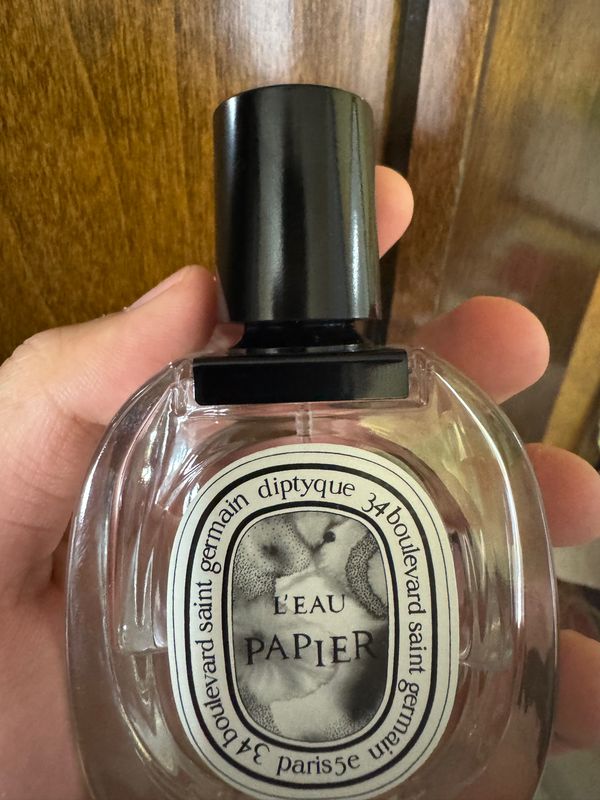 diptyque 34 boulevard saint germain paris5e 34 boulevard saint germain
L'EAU
PAPIER